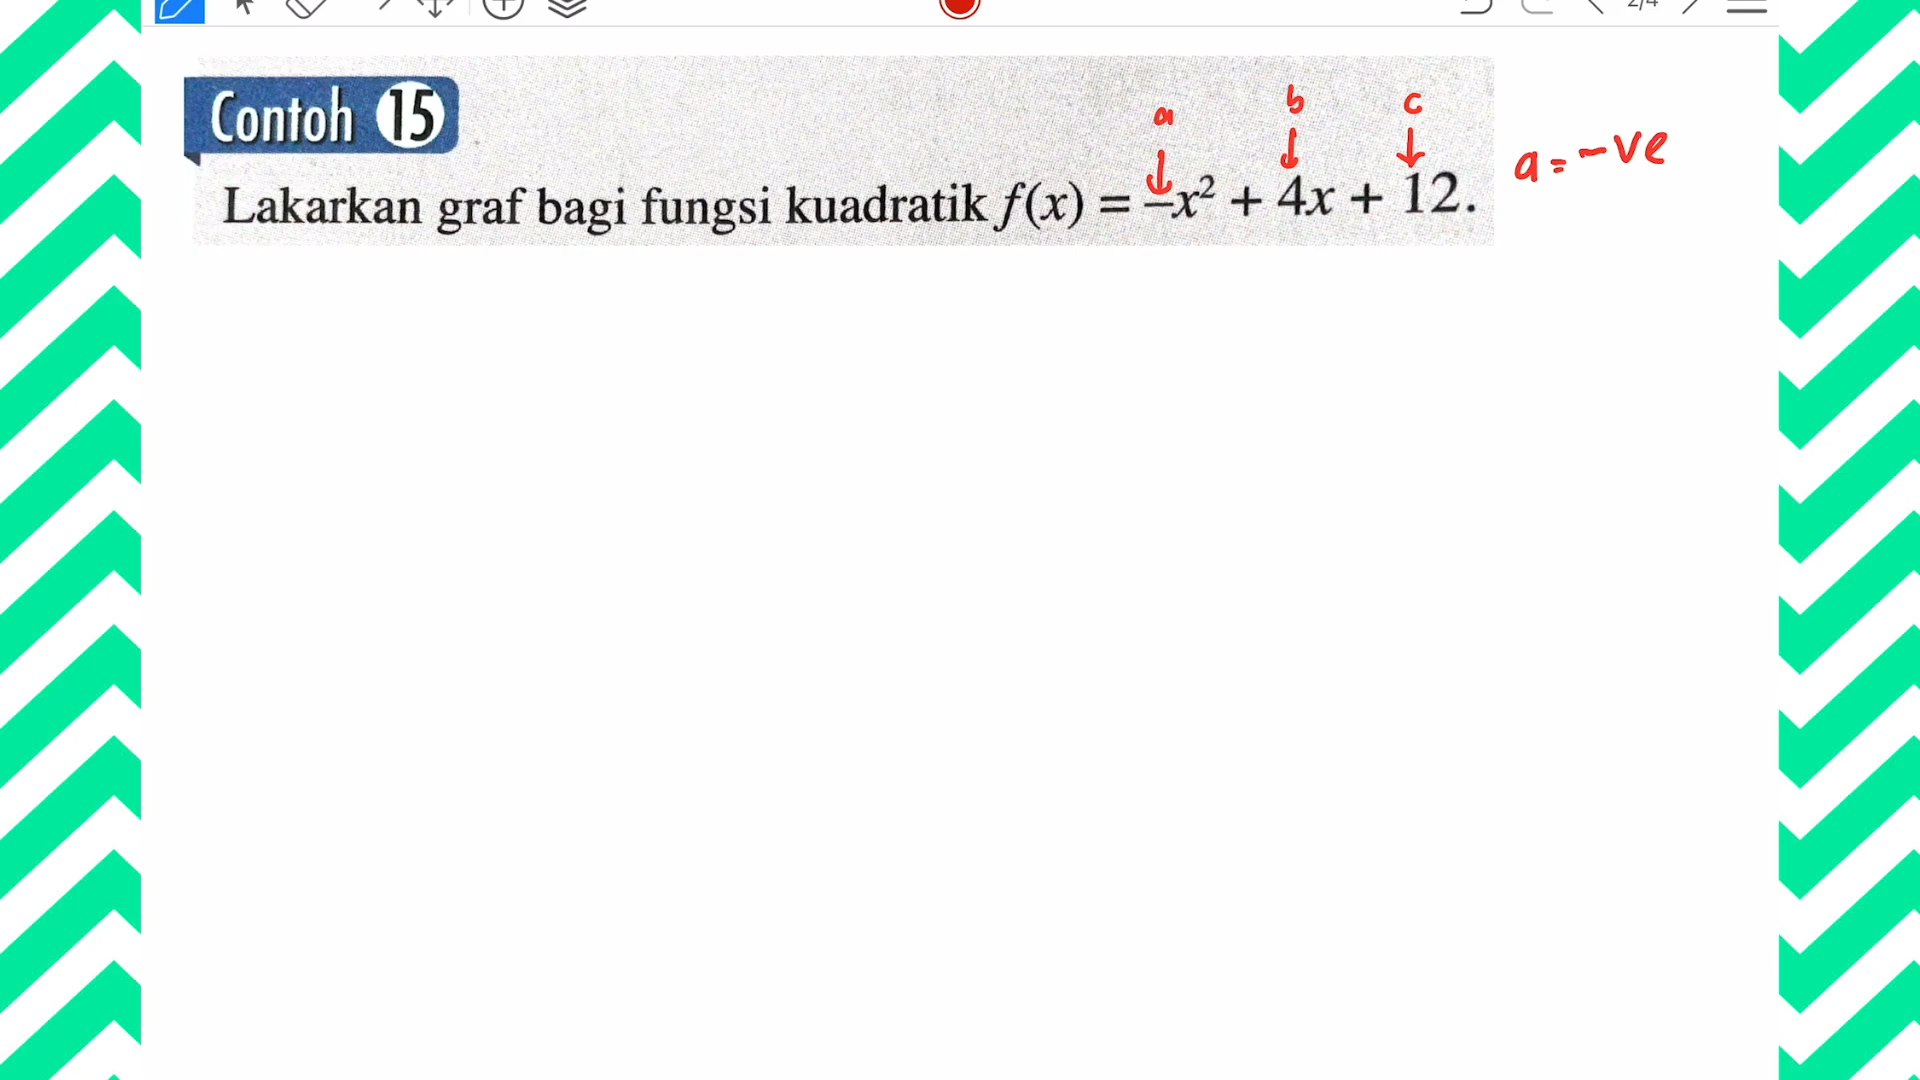 Contoh 15
a b c
Lakarkan graf bagi fungsi kuadratik f(x) = –x² + 4x + 12.
a = -ve